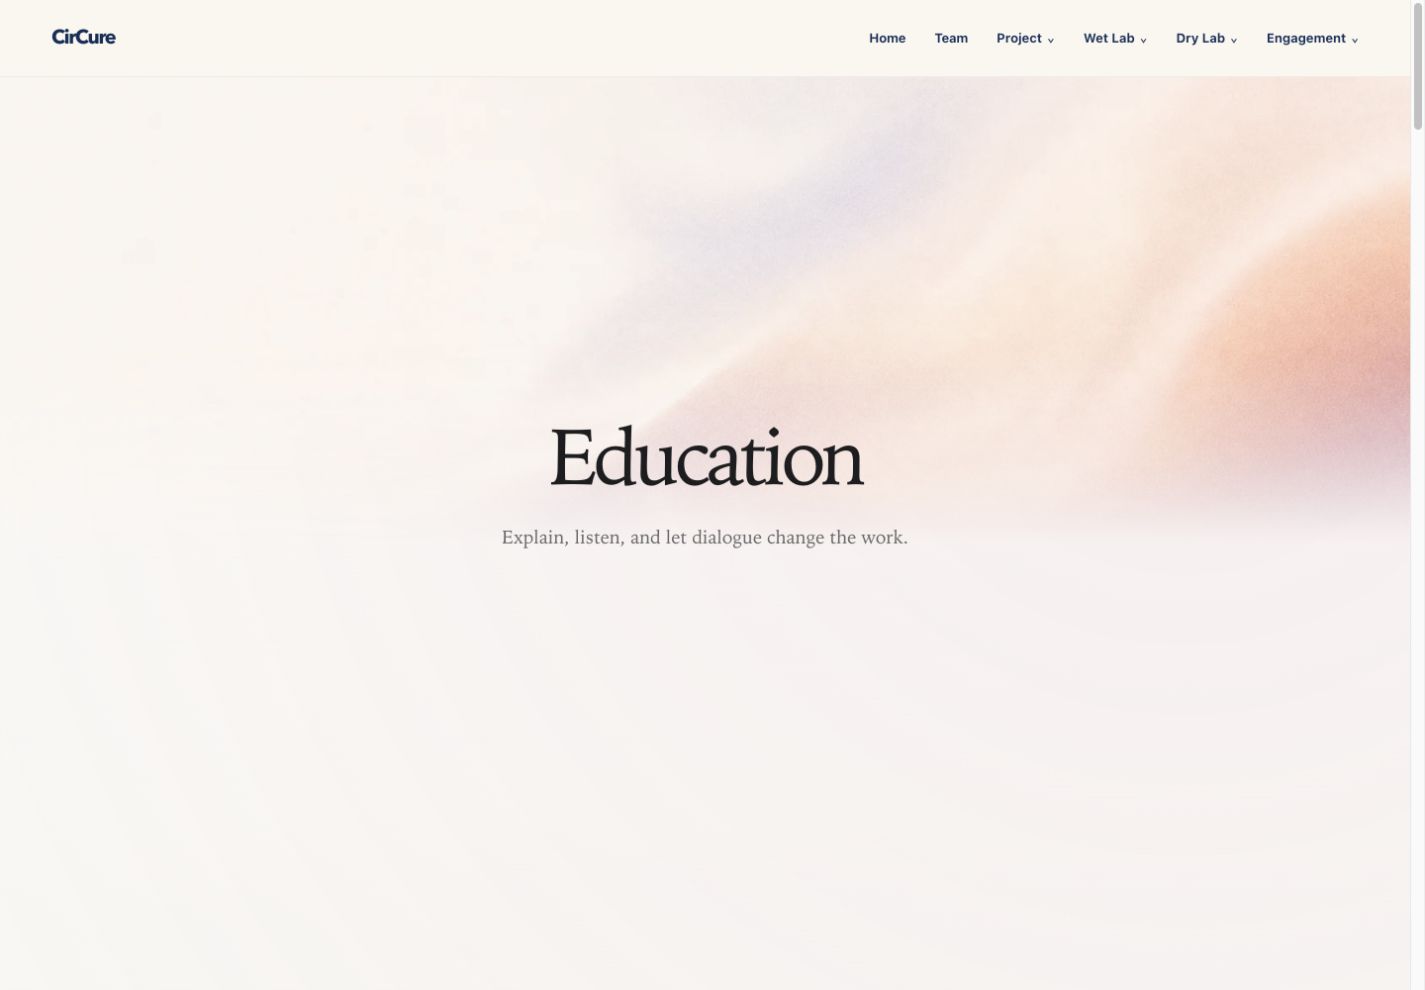 CirCure
Home Team Project Wet Lab Dry Lab Engagement
Education
Explain, listen, and let dialogue change the work.